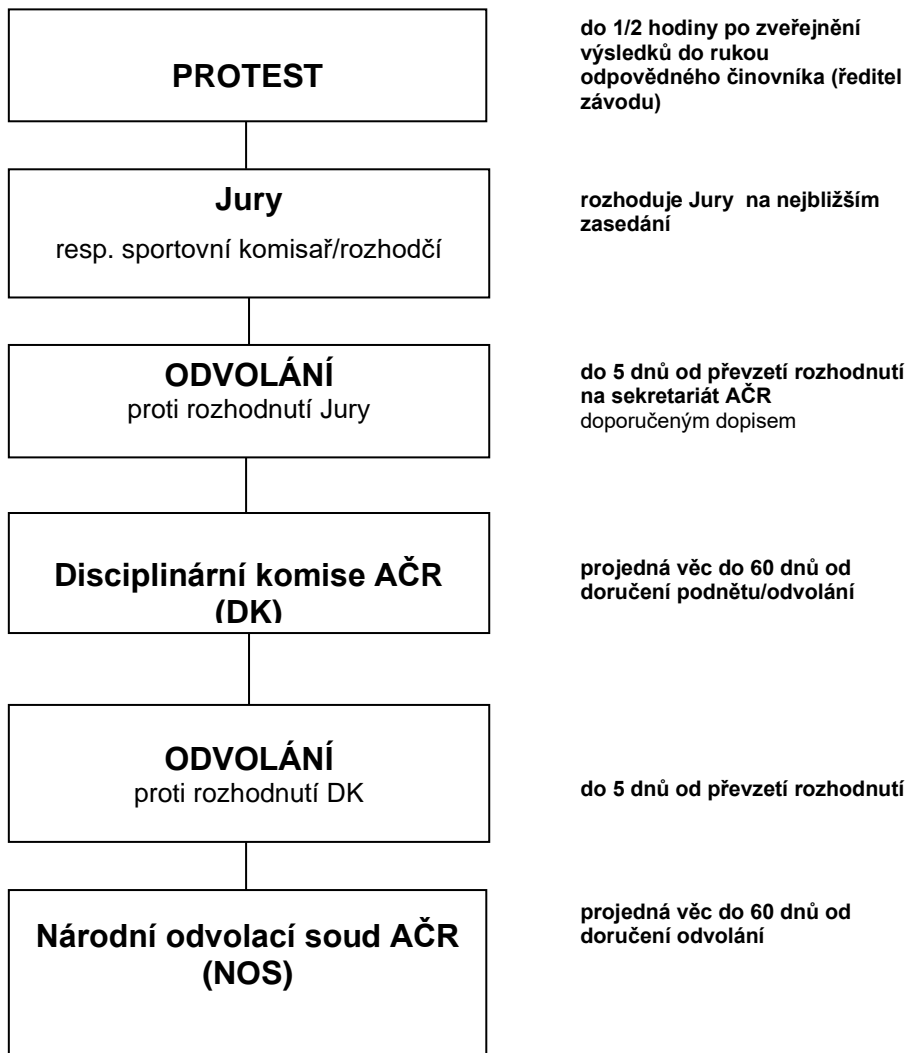 PROTEST
do 1/2 hodiny po zveřejnění
výsledků do rukou
odpovědného činovníka (ředitel
závodu)
Jury
resp. sportovní komisař/rozhodčí
rozhoduje Jury na nejbližším
zasedání
ODVOLÁNÍ
proti rozhodnutí Jury
do 5 dnů od převzetí rozhodnutí
na sekretariát AČR
doporučeným dopisem
Disciplinární komise AČR
(DK)
projedná věc do 60 dnů od
doručení podnětu/odvolání
ODVOLÁNÍ
proti rozhodnutí DK
do 5 dnů od převzetí rozhodnutí
Národní odvolací soud AČR
(NOS)
projedná věc do 60 dnů od
doručení odvolání